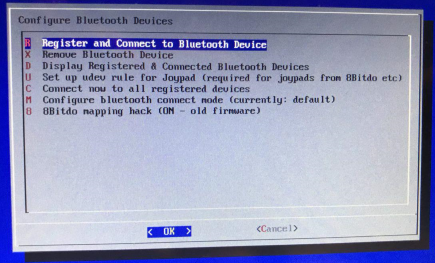 Configure Bluetooth Devices
R Register and Connect to Bluetooth Device
X Remove Bluetooth Device
D Display Registered & Connected Bluetooth Devices
U Set up udev rule for Joypad (required for joypads from 8Bitdo etc)
C Connect now to all registered devices
M Configure bluetooth connect mode (currently: default)
8 8Bitdo mapping hack (ON - old firmware)
< OK > <Cancel>